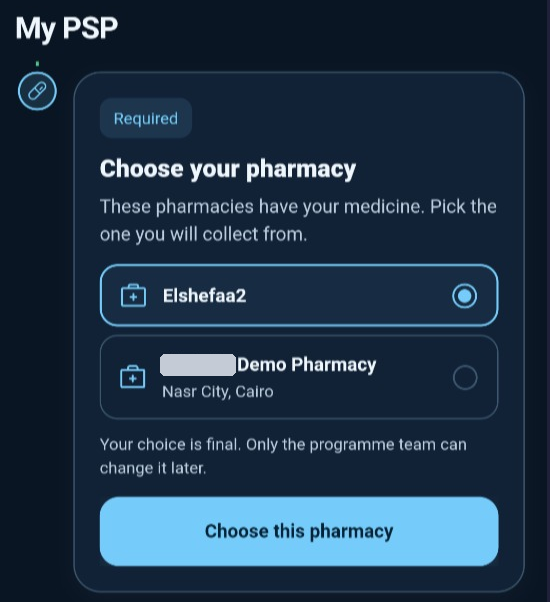 My PSP
Required
Choose your pharmacy
These pharmacies have your medicine. Pick the
one you will collect from.
Elshefaa2
Demo Pharmacy
Nasr City, Cairo
Your choice is final. Only the programme team can
change it later.
Choose this pharmacy